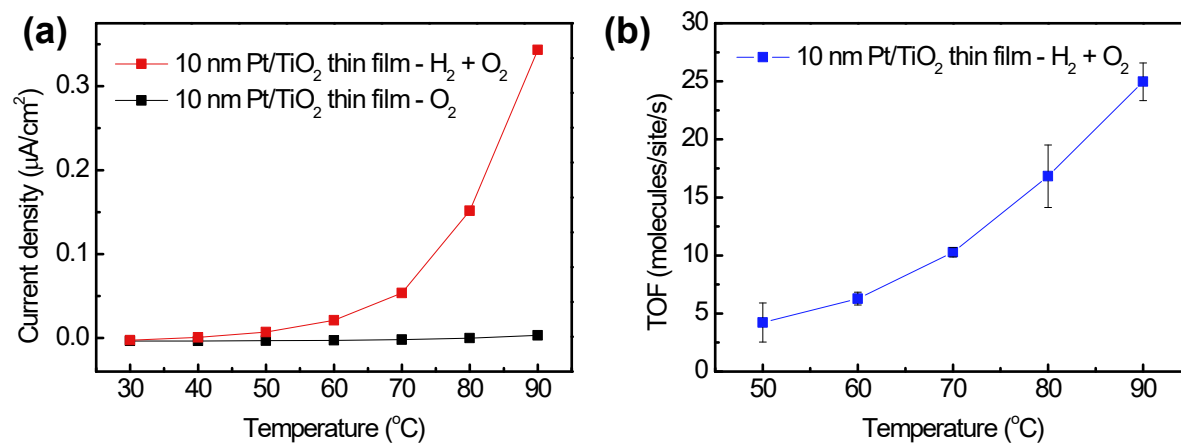 (a)
10 nm Pt/TiO₂ thin film - H₂ + O₂
10 nm Pt/TiO₂ thin film - O₂
Current density (μA/cm²)
0.3
0.2
0.1
0.0
30 40 50 60 70 80 90
Temperature (°C)
(b)
10 nm Pt/TiO₂ thin film - H₂ + O₂
TOF (molecules/site/s)
30
25
20
15
10
5
0
50 60 70 80 90
Temperature (°C)